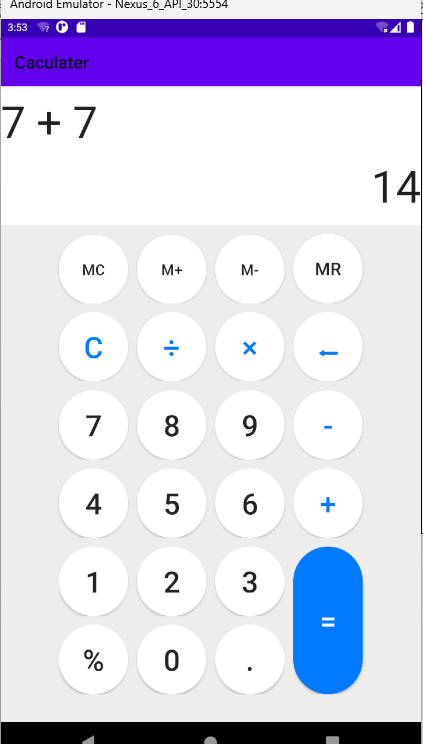 Android Emulator - Nexus_6_API_30:5554
3:53
Caculater
7 + 7
14
MC M+ M- MR
C ÷ × ←
7 8 9 -
4 5 6 +
1 2 3
=
% 0 .